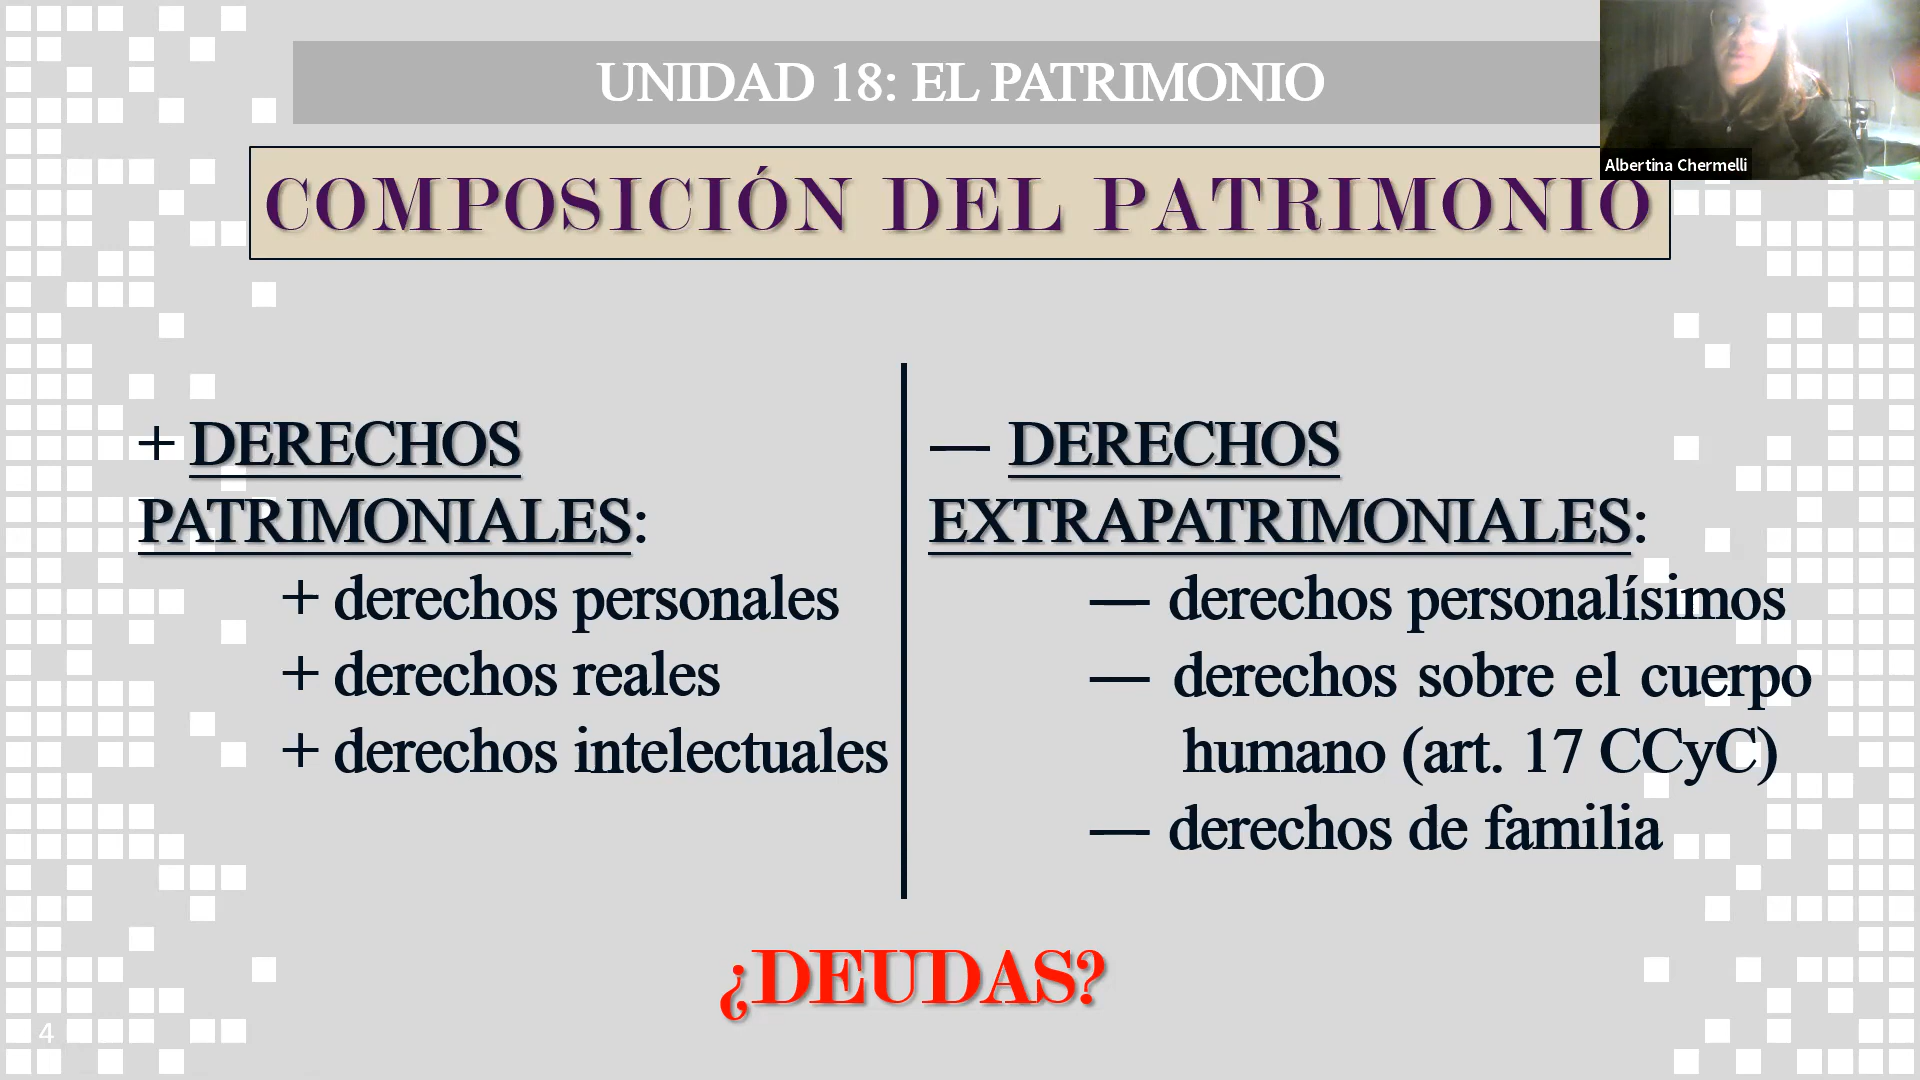 UNIDAD 18: EL PATRIMONIO
Albertina Chermelli
COMPOSICIÓN DEL PATRIMONIO
+ DERECHOS
PATRIMONIALES:
+ derechos personales
+ derechos reales
+ derechos intelectuales
— DERECHOS
EXTRAPATRIMONIALES:
— derechos personalísimos
— derechos sobre el cuerpo
humano (art. 17 CCyC)
— derechos de familia
¿DEUDAS?
4